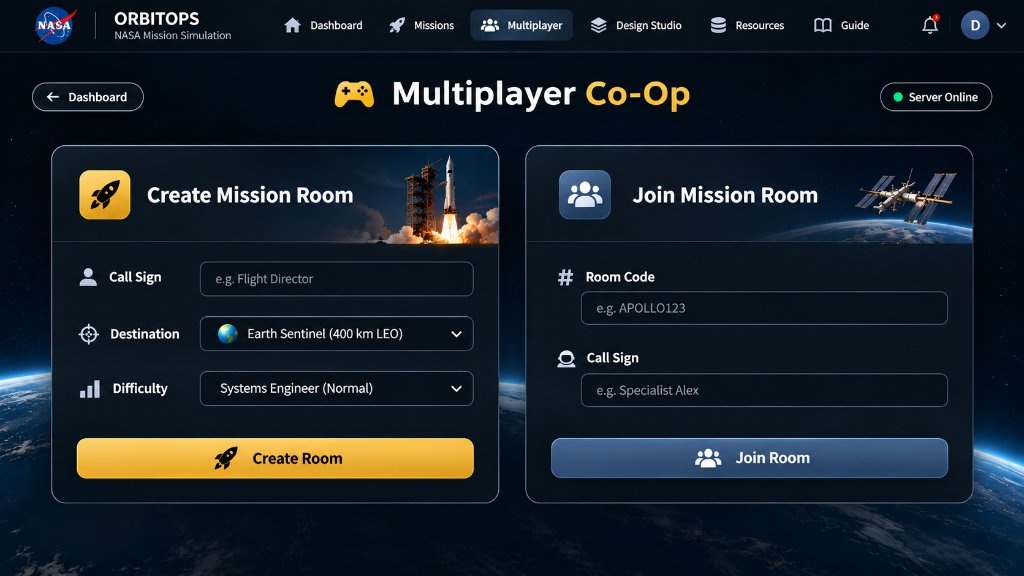 NASA
ORBITOPS
NASA Mission Simulation
Dashboard
Missions
Multiplayer
Design Studio
Resources
Guide
D
← Dashboard
Multiplayer Co-Op
Server Online
Create Mission Room
Call Sign
e.g. Flight Director
Destination
Earth Sentinel (400 km LEO)
Difficulty
Systems Engineer (Normal)
Create Room
Join Mission Room
# Room Code
e.g. APOLLO123
Call Sign
e.g. Specialist Alex
Join Room